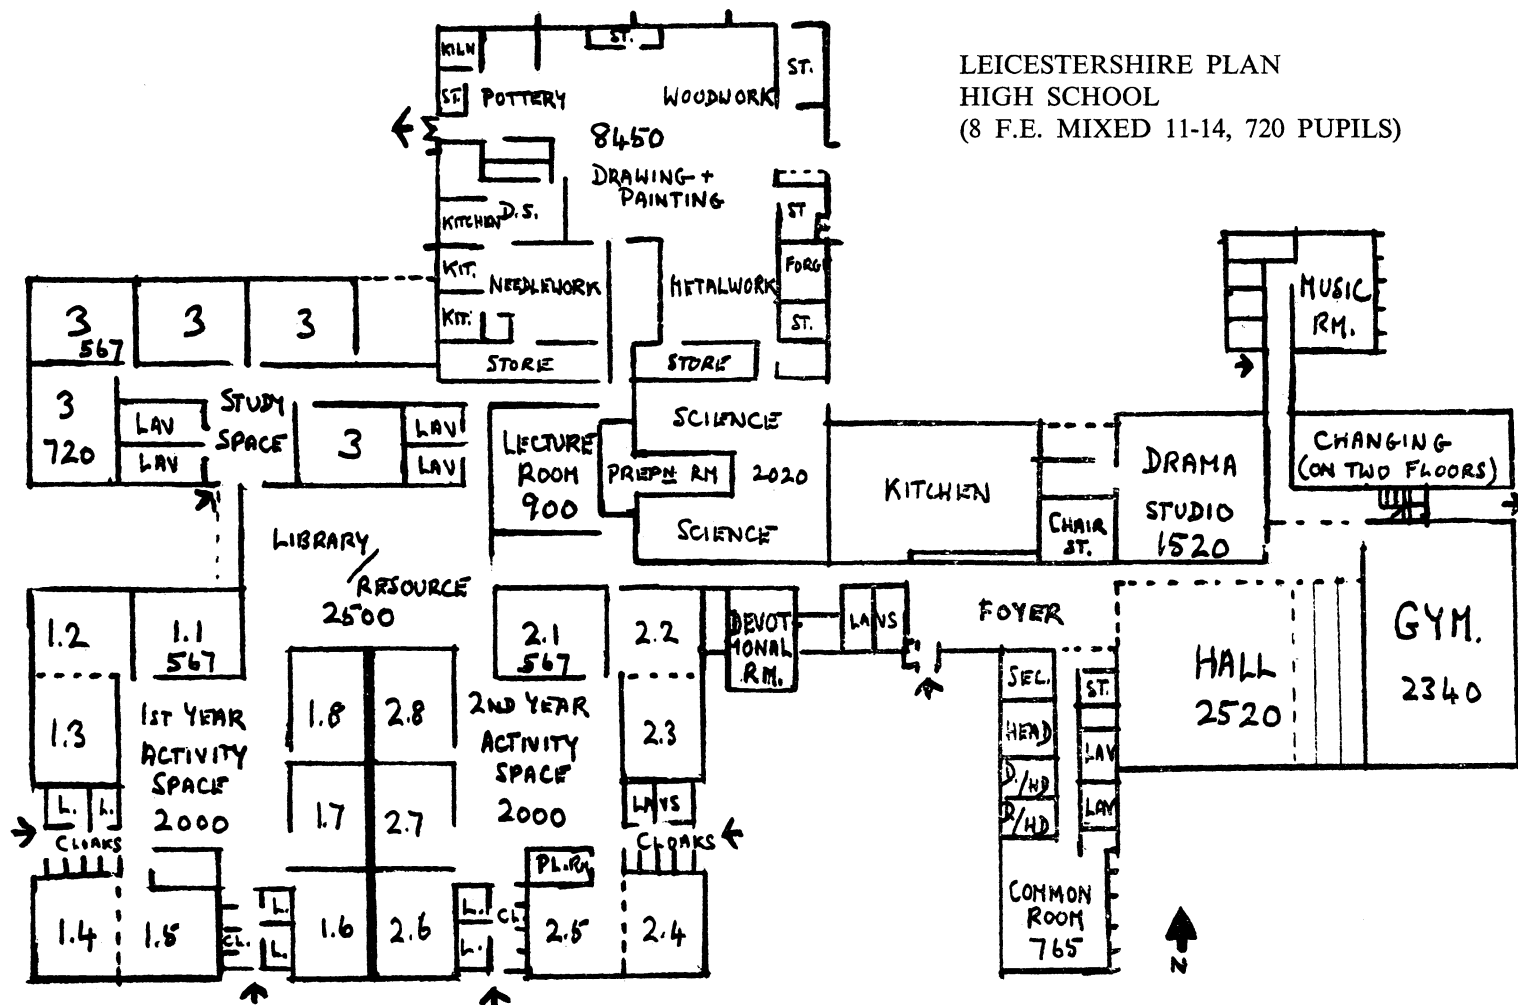 LEICESTERSHIRE PLAN
HIGH SCHOOL
(8 F.E. MIXED 11-14, 720 PUPILS)
KILN
ST.
ST.
ST.
POTTERY
WOODWORK
8450
DRAWING +
PAINTING
KITCHEN
D.S.
ST
KIT.
NEEDLEWORK
METALWORK
FORG
KIT.
ST.
STORE
STORE
MUSIC
RM.
3
567
3
3
3
720
LAV
LAV
STUDY
SPACE
3
LAV
LAV
LECTURE
ROOM
900
PREPN RM
SCIENCE
2020
SCIENCE
KITCHEN
CHAIR
ST.
DRAMA
STUDIO
1520
CHANGING
(ON TWO FLOORS)
LIBRARY/
RESOURCE
2500
1.2
1.1
567
2.1
567
2.2
DEVOT
IONAL
RM.
LAVS
FOYER
HALL
2520
GYM.
2340
1.3
1ST YEAR
ACTIVITY
SPACE
2000
1.8
2.8
2ND YEAR
ACTIVITY
SPACE
2000
2.3
SEC.
HEAD
D./HD
D/HD
ST.
LAV
LAV
L.
L.
CLOAKS
1.7
2.7
LAVS
CLOAKS
PL.RM
1.4
1.5
CL.
L.
L.
1.6
2.6
L.
L.
CL.
2.5
2.4
COMMON
ROOM
765
N